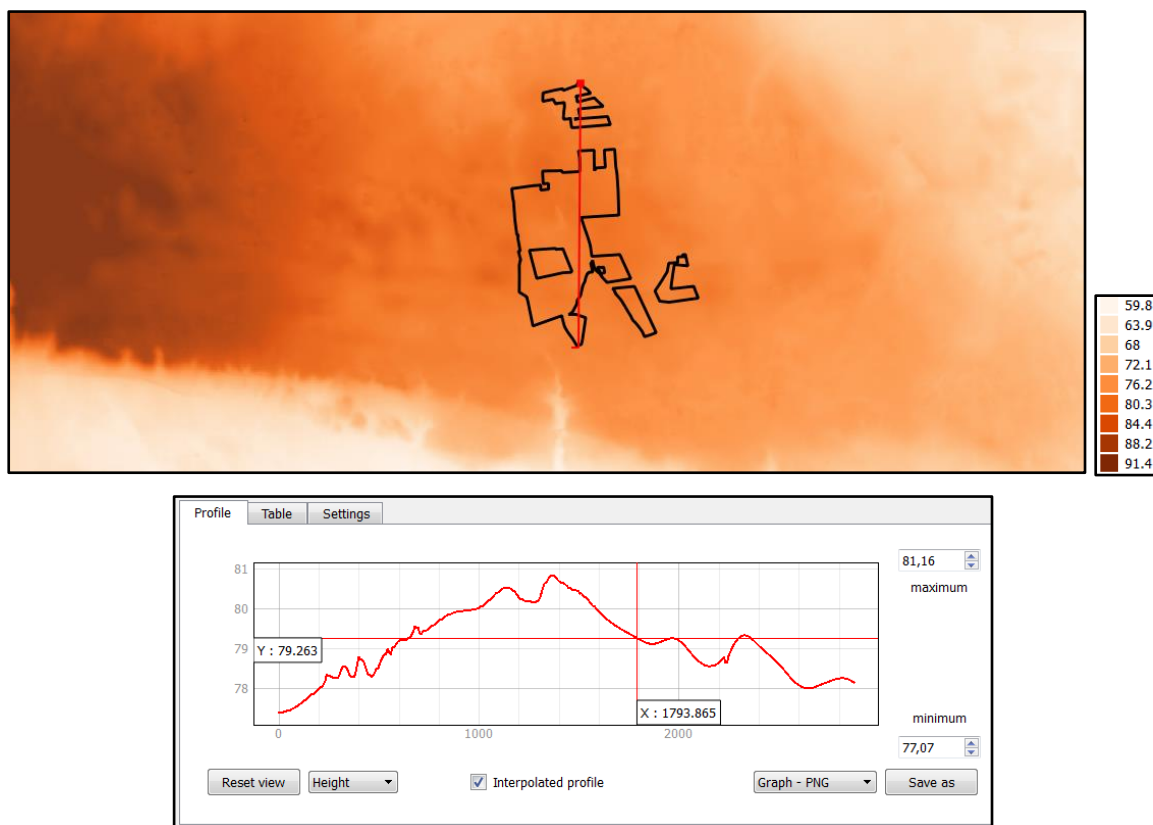 59.8
63.9
68
72.1
76.2
80.3
84.4
88.2
91.4
Profile Table Settings
81
80
79
78
Y : 79.263
X : 1793.865
0 1000 2000
81,16
maximum
minimum
77,07
Reset view Height Interpolated profile Graph - PNG Save as